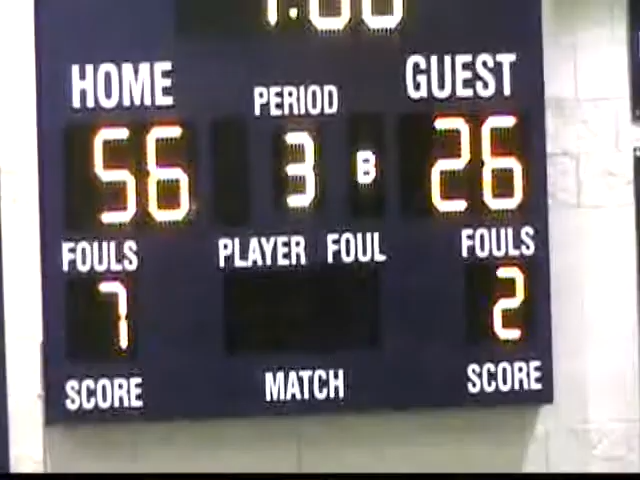 HOME PERIOD GUEST
56 3 B 26
FOULS PLAYER FOUL FOULS
7 2
SCORE MATCH SCORE